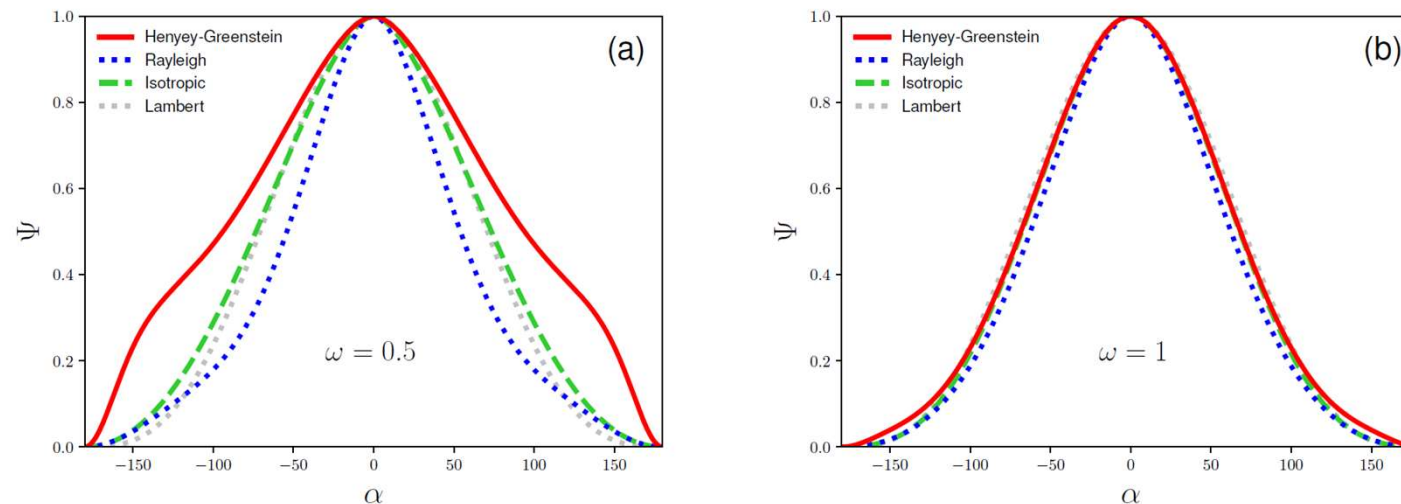 1.0
0.8
0.6
0.4
0.2
0.0
Ψ
Henyey-Greenstein
Rayleigh
Isotropic
Lambert
(a)
ω = 0.5
−150 −100 −50 0 50 100 150
α
1.0
0.8
0.6
0.4
0.2
0.0
Ψ
Henyey-Greenstein
Rayleigh
Isotropic
Lambert
(b)
ω = 1
−150 −100 −50 0 50 100 150
α